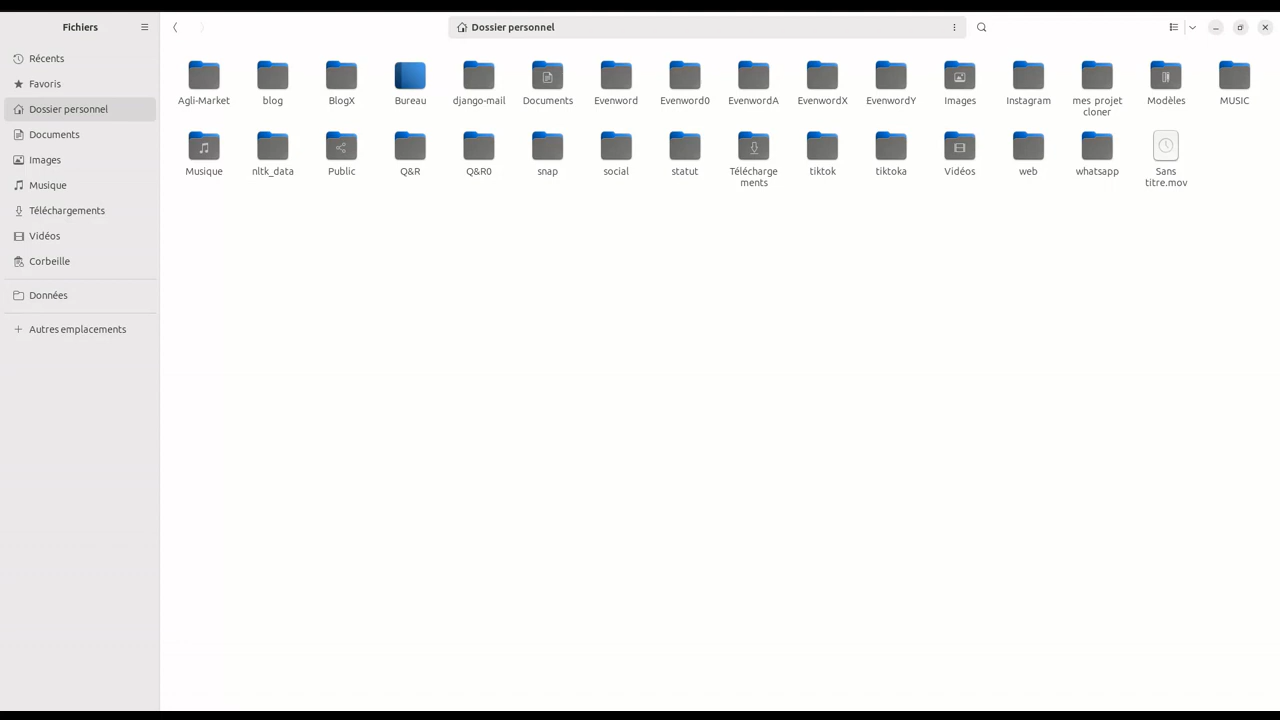 Fichiers
Dossier personnel
Récents
Favoris
Dossier personnel
Documents
Images
Musique
Téléchargements
Vidéos
Corbeille
Données
Autres emplacements
Agli-Market
blog
BlogX
Bureau
django-mail
Documents
Evenword
Evenword0
EvenwordA
EvenwordX
EvenwordY
Images
Instagram
mes projet
cloner
Modèles
MUSIC
Musique
nltk_data
Public
Q&R
Q&R0
snap
social
statut
Télécharge
ments
tiktok
tiktoka
Vidéos
web
whatsapp
Sans
titre.mov